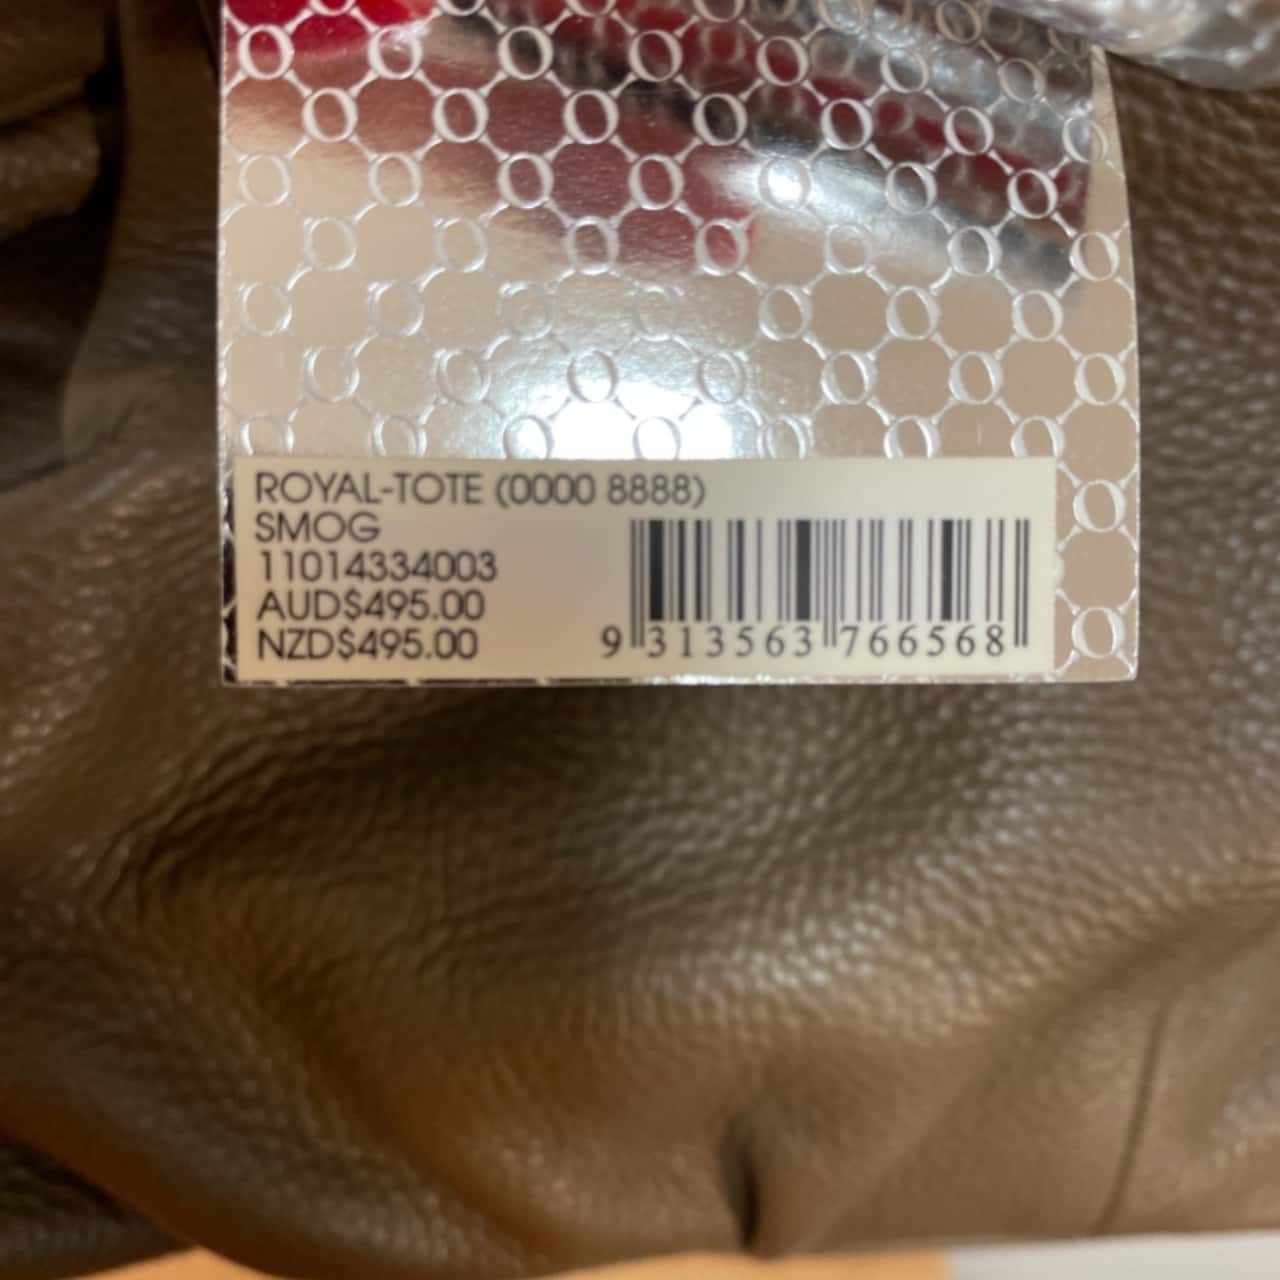 ROYAL-TOTE (0000 8888)
SMOG
11014334003
AUD$495.00
NZD$495.00
9 313563 766568